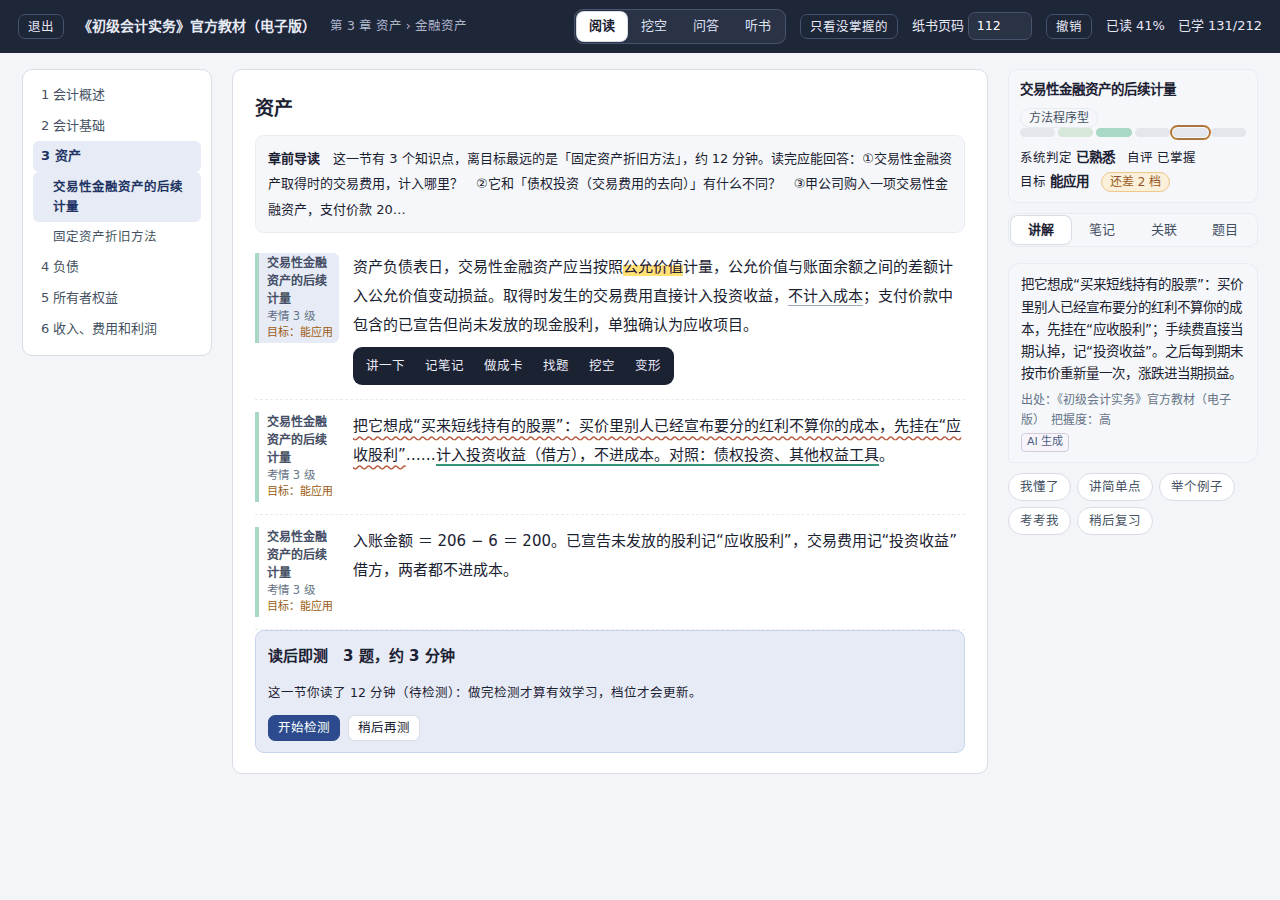 退出 《初级会计实务》官方教材（电子版） 第 3 章 资产 › 金融资产 阅读 挖空 问答 听书 只看没掌握的 纸书页码 112 撤销 已读 41% 已学 131/212
1 会计概述
2 会计基础
3 资产
交易性金融资产的后续
计量
固定资产折旧方法
4 负债
5 所有者权益
6 收入、费用和利润
资产
章前导读 这一节有 3 个知识点，离目标最远的是「固定资产折旧方法」，约 12 分钟。读完应能回答：①交易性金融资
产取得时的交易费用，计入哪里？ ②它和「债权投资（交易费用的去向）」有什么不同？ ③甲公司购入一项交易性金
融资产，支付价款 20…
交易性金融
资产的后续
计量
考情 3 级
目标：能应用
资产负债表日，交易性金融资产应当按照公允价值计量，公允价值与账面余额之间的差额计
入公允价值变动损益。取得时发生的交易费用直接计入投资收益，不计入成本；支付价款中
包含的已宣告但尚未发放的现金股利，单独确认为应收项目。
讲一下 记笔记 做成卡 找题 挖空 变形
交易性金融
资产的后续
计量
考情 3 级
目标：能应用
把它想成“买来短线持有的股票”：买价里别人已经宣布要分的红利不算你的成本，先挂在“应
收股利”……计入投资收益（借方），不进成本。对照：债权投资、其他权益工具。
交易性金融
资产的后续
计量
考情 3 级
目标：能应用
入账金额 ＝ 206 − 6 ＝ 200。已宣告未发放的股利记“应收股利”，交易费用记“投资收益”
借方，两者都不进成本。
读后即测 3 题，约 3 分钟
这一节你读了 12 分钟（待检测）：做完检测才算有效学习，档位才会更新。
开始检测 稍后再测
交易性金融资产的后续计量
方法程序型
系统判定 已熟悉 自评 已掌握
目标 能应用 还差 2 档
讲解 笔记 关联 题目
把它想成“买来短线持有的股票”：买价
里别人已经宣布要分的红利不算你的成
本，先挂在“应收股利”；手续费直接当
期认掉，记“投资收益”。之后每到期末
按市价重新量一次，涨跌进当期损益。
出处：《初级会计实务》官方教材（电子
版） 把握度：高
AI 生成
我懂了 讲简单点 举个例子
考考我 稍后复习